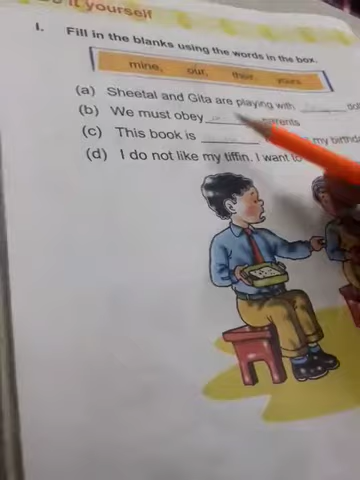 it yourself
I. Fill in the blanks using the words in the box.
mine, our, their, yours
(a) Sheetal and Gita are playing with
(b) We must obey parents
(c) This book is my
(d) I do not like my tiffin. I want to